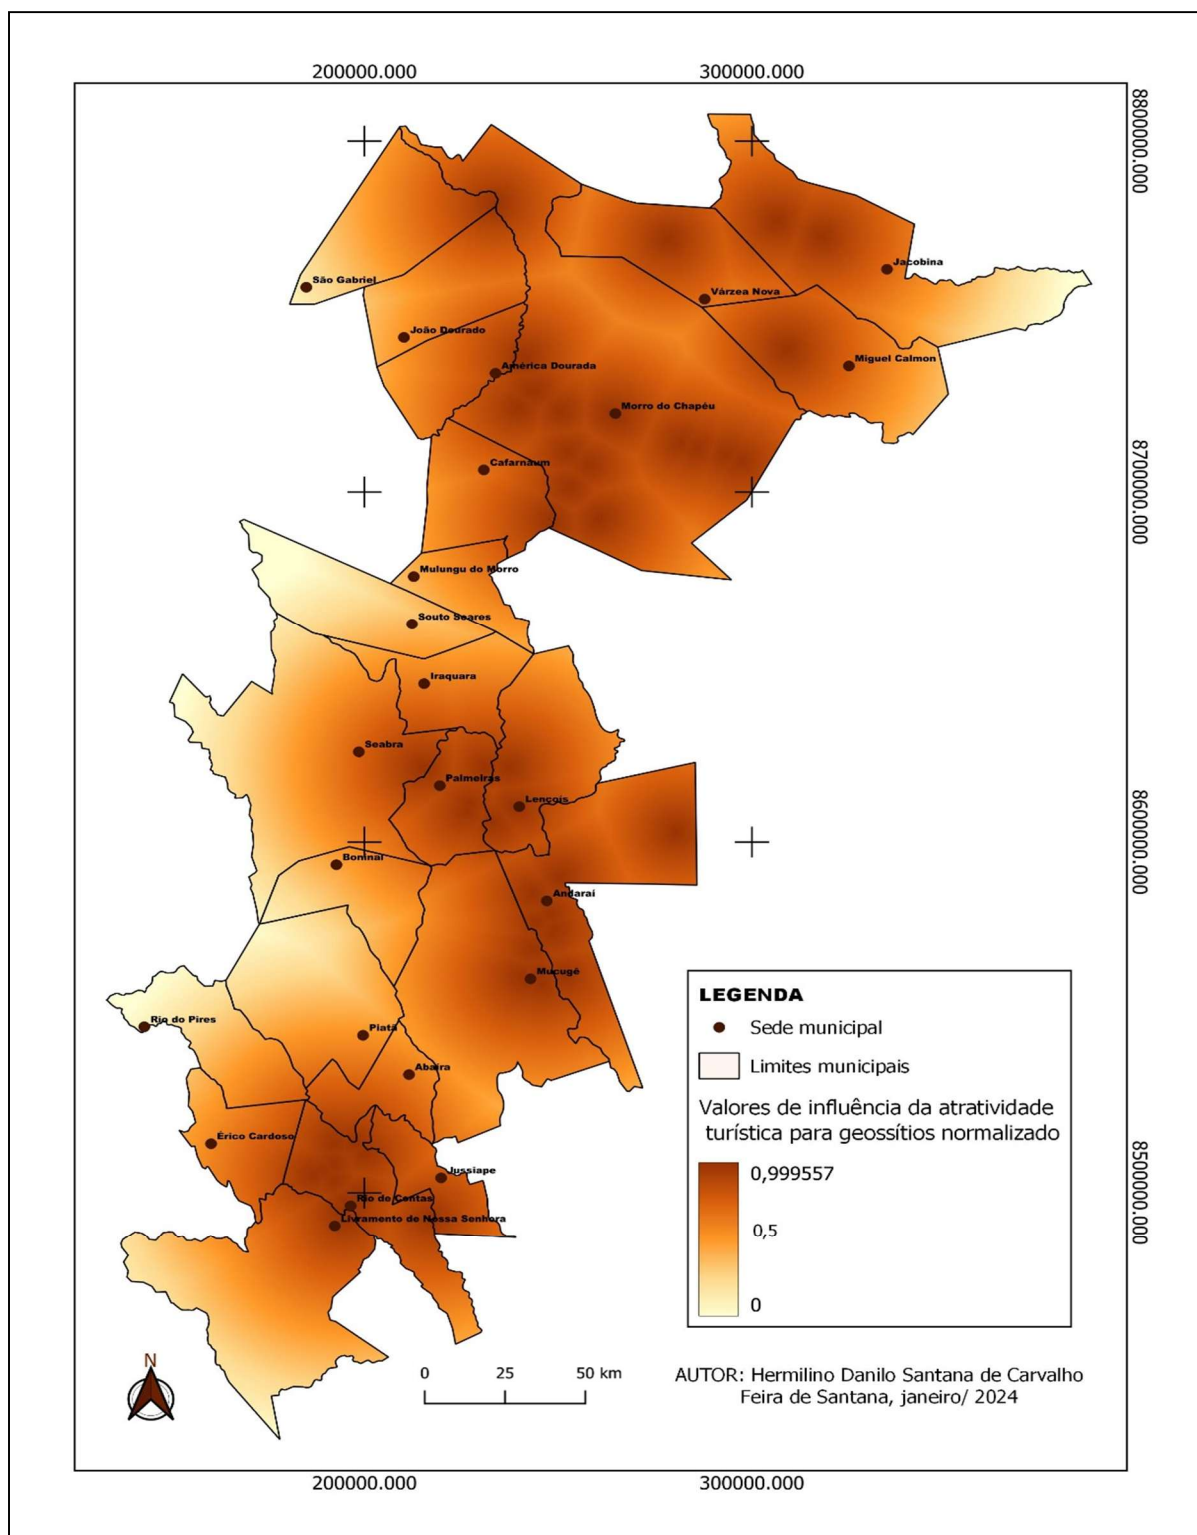 200000.000
300000.000
8800000.000
São Gabriel
Jacobina
Várzea Nova
João Dourado
Miguel Calmon
América Dourada
Morro do Chapéu
Cafarnaum
8700000.000
Mulungu do Morro
Souto Soares
Iraquara
Seabra
Palmeiras
Lençois
8600000.000
Boninal
Andaraí
Mucugê
Rio do Pires
Piatã
Abaíra
Érico Cardoso
Jussiape
Rio de Contas
Livramento de Nossa Senhora
8500000.000
LEGENDA
Sede municipal
Limites municipais
Valores de influência da atratividade
turística para geossítios normalizado
0,999557
0,5
0
N
0 25 50 km
AUTOR: Hermilino Danilo Santana de Carvalho
Feira de Santana, janeiro/ 2024
200000.000
300000.000